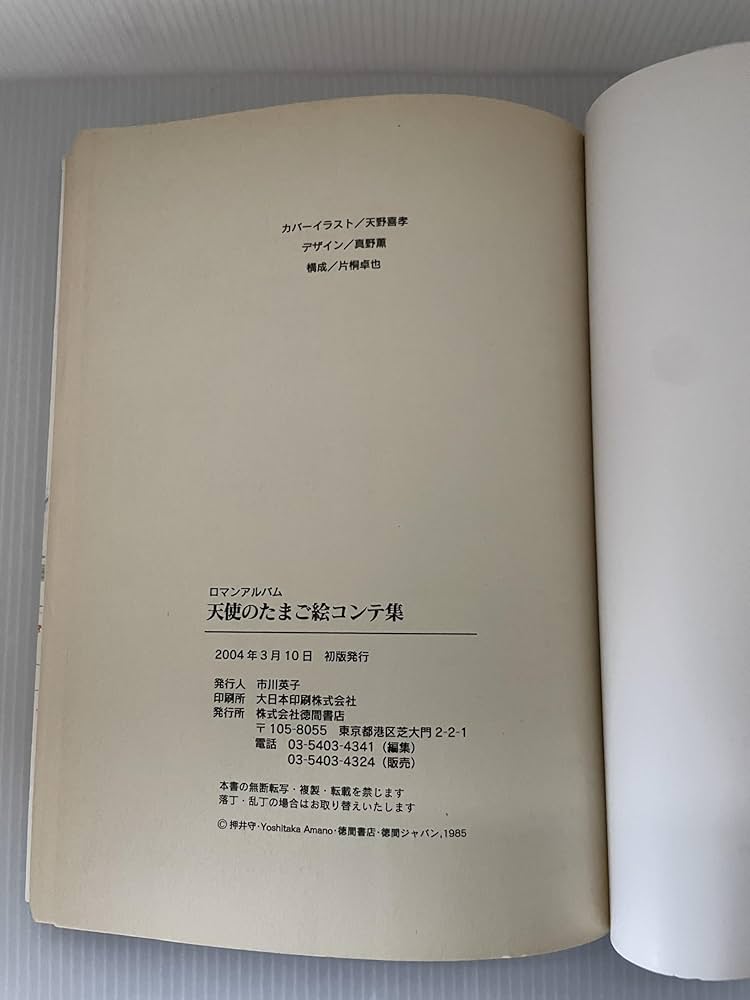 カバーイラスト／天野喜孝
デザイン／真野薫
構成／片桐卓也
ロマンアルバム
天使のたまご絵コンテ集
2004年3月10日　初版発行
発行人　市川英子
印刷所　大日本印刷株式会社
発行所　株式会社徳間書店
〒105-8055　東京都港区芝大門2-2-1
電話　03-5403-4341（編集）
03-5403-4324（販売）
本書の無断転写・複製・転載を禁じます
落丁・乱丁の場合はお取り替えいたします
©押井守・Yoshitaka Amano・徳間書店・徳間ジャパン,1985